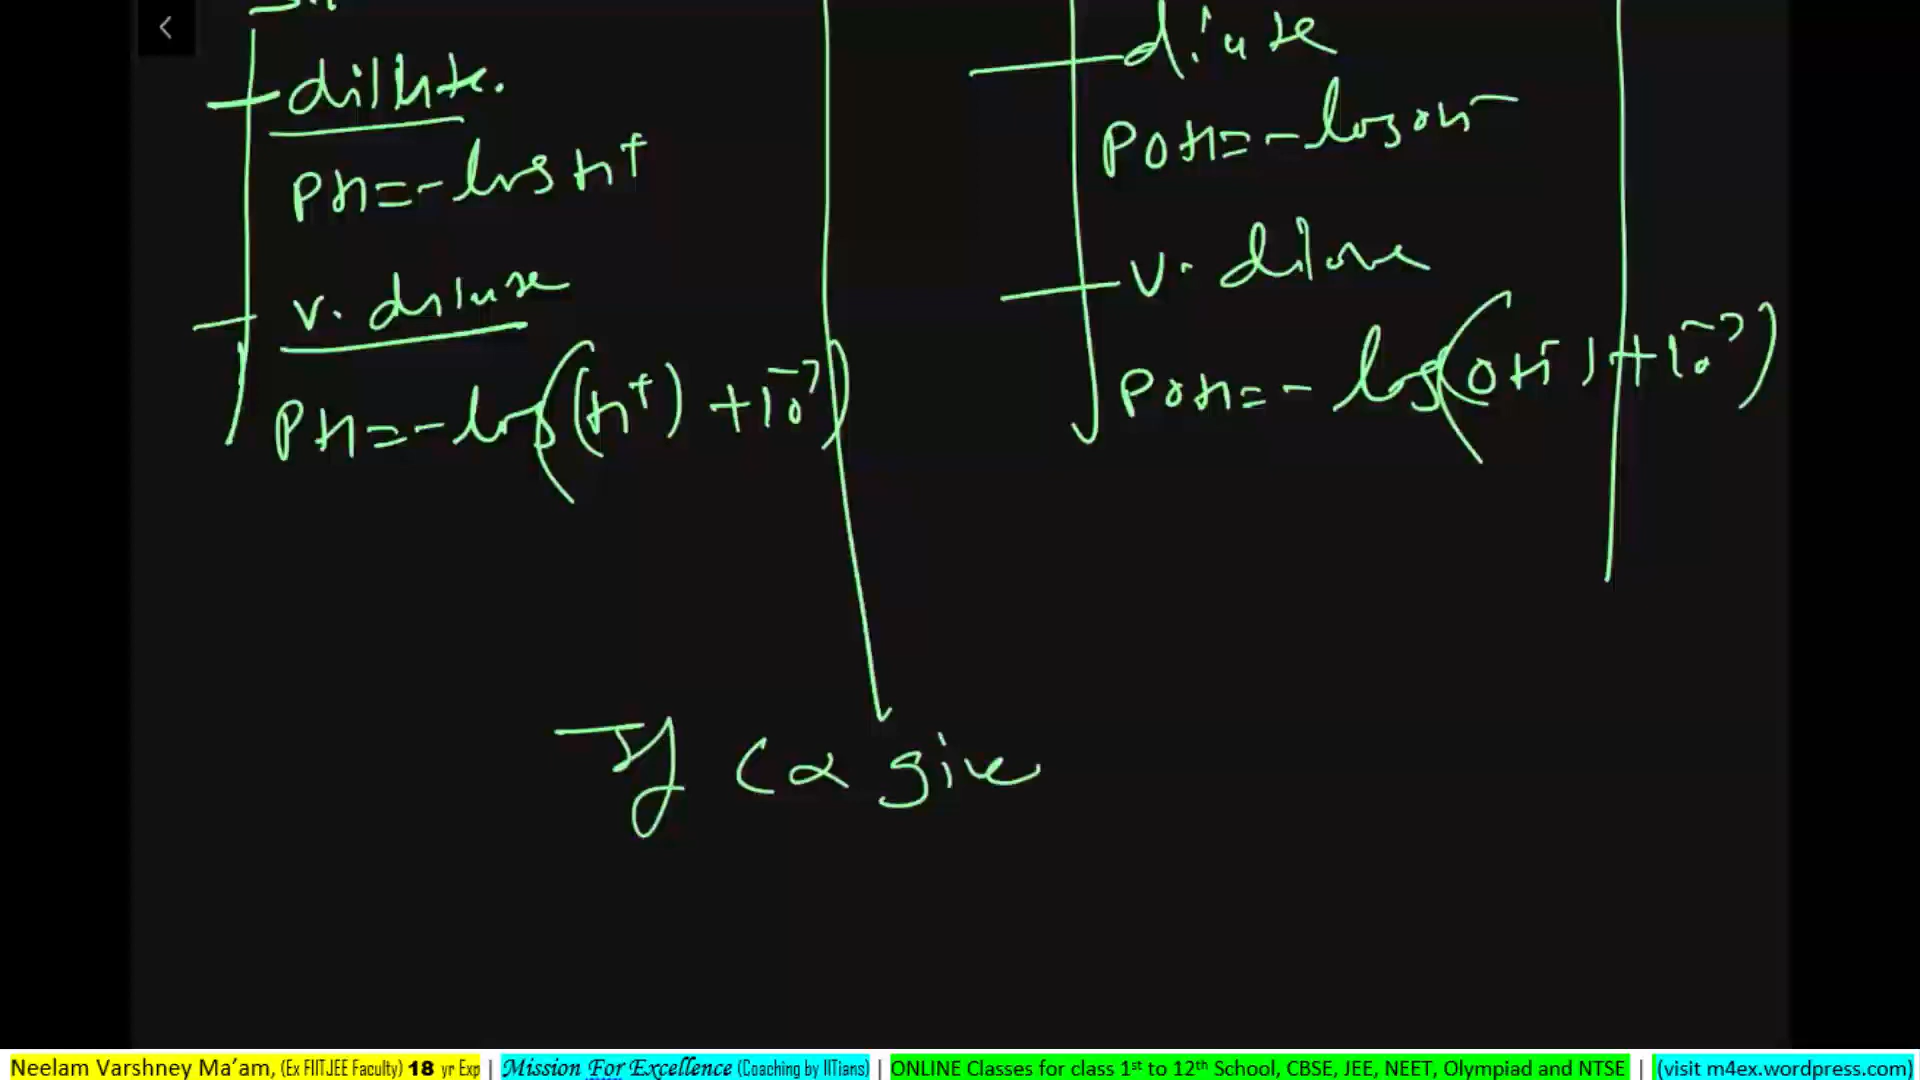 dilute.
PH=-log H+
v. dilute
PH=-log((H+) + 10^-7)
dilute
POH=-log OH-
v. dilute
POH=-log(OH-) + 10^-7)
If Cα give
Neelam Varshney Ma’am, (Ex FIITJEE Faculty) 18 yr Exp | Mission For Excellence (Coaching by IITians) | ONLINE Classes for class 1st to 12th School, CBSE, JEE, NEET, Olympiad and NTSE | (visit m4ex.wordpress.com)